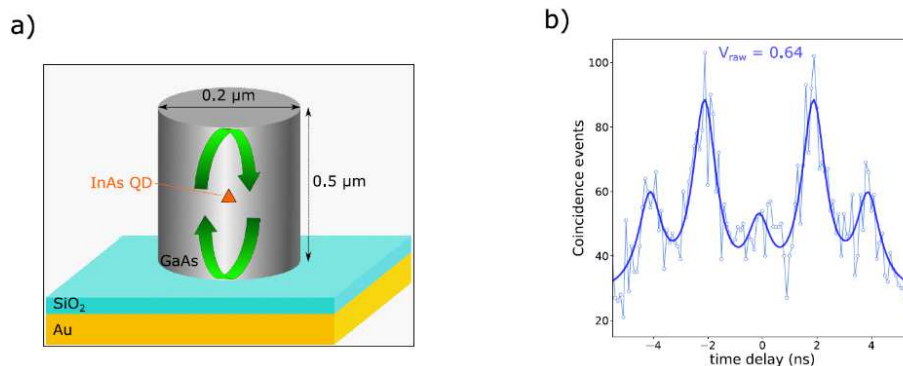 a)
0.2 µm
InAs QD
0.5 µm
GaAs
SiO₂
Au
b)
V_raw = 0.64
Coincidence events
100
80
60
40
20
−4 −2 0 2 4
time delay (ns)